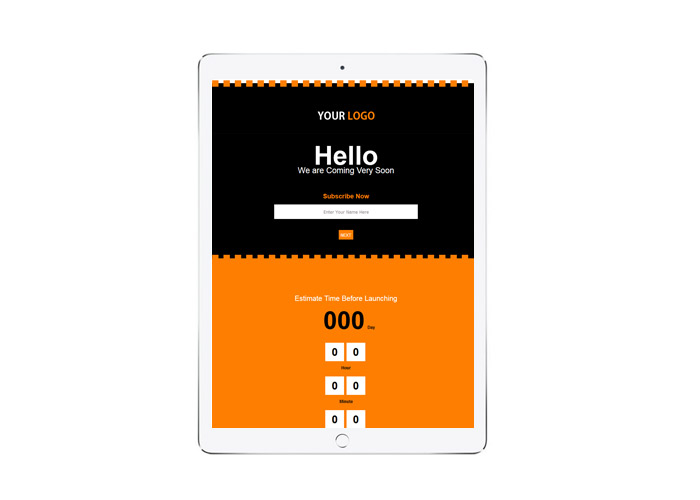 YOUR LOGO
Hello
We are Coming Very Soon
Subscribe Now
Enter Your Name Here
NEXT
Estimate Time Before Launching
000 Day
0 0
Hour
0 0
Minute
0 0